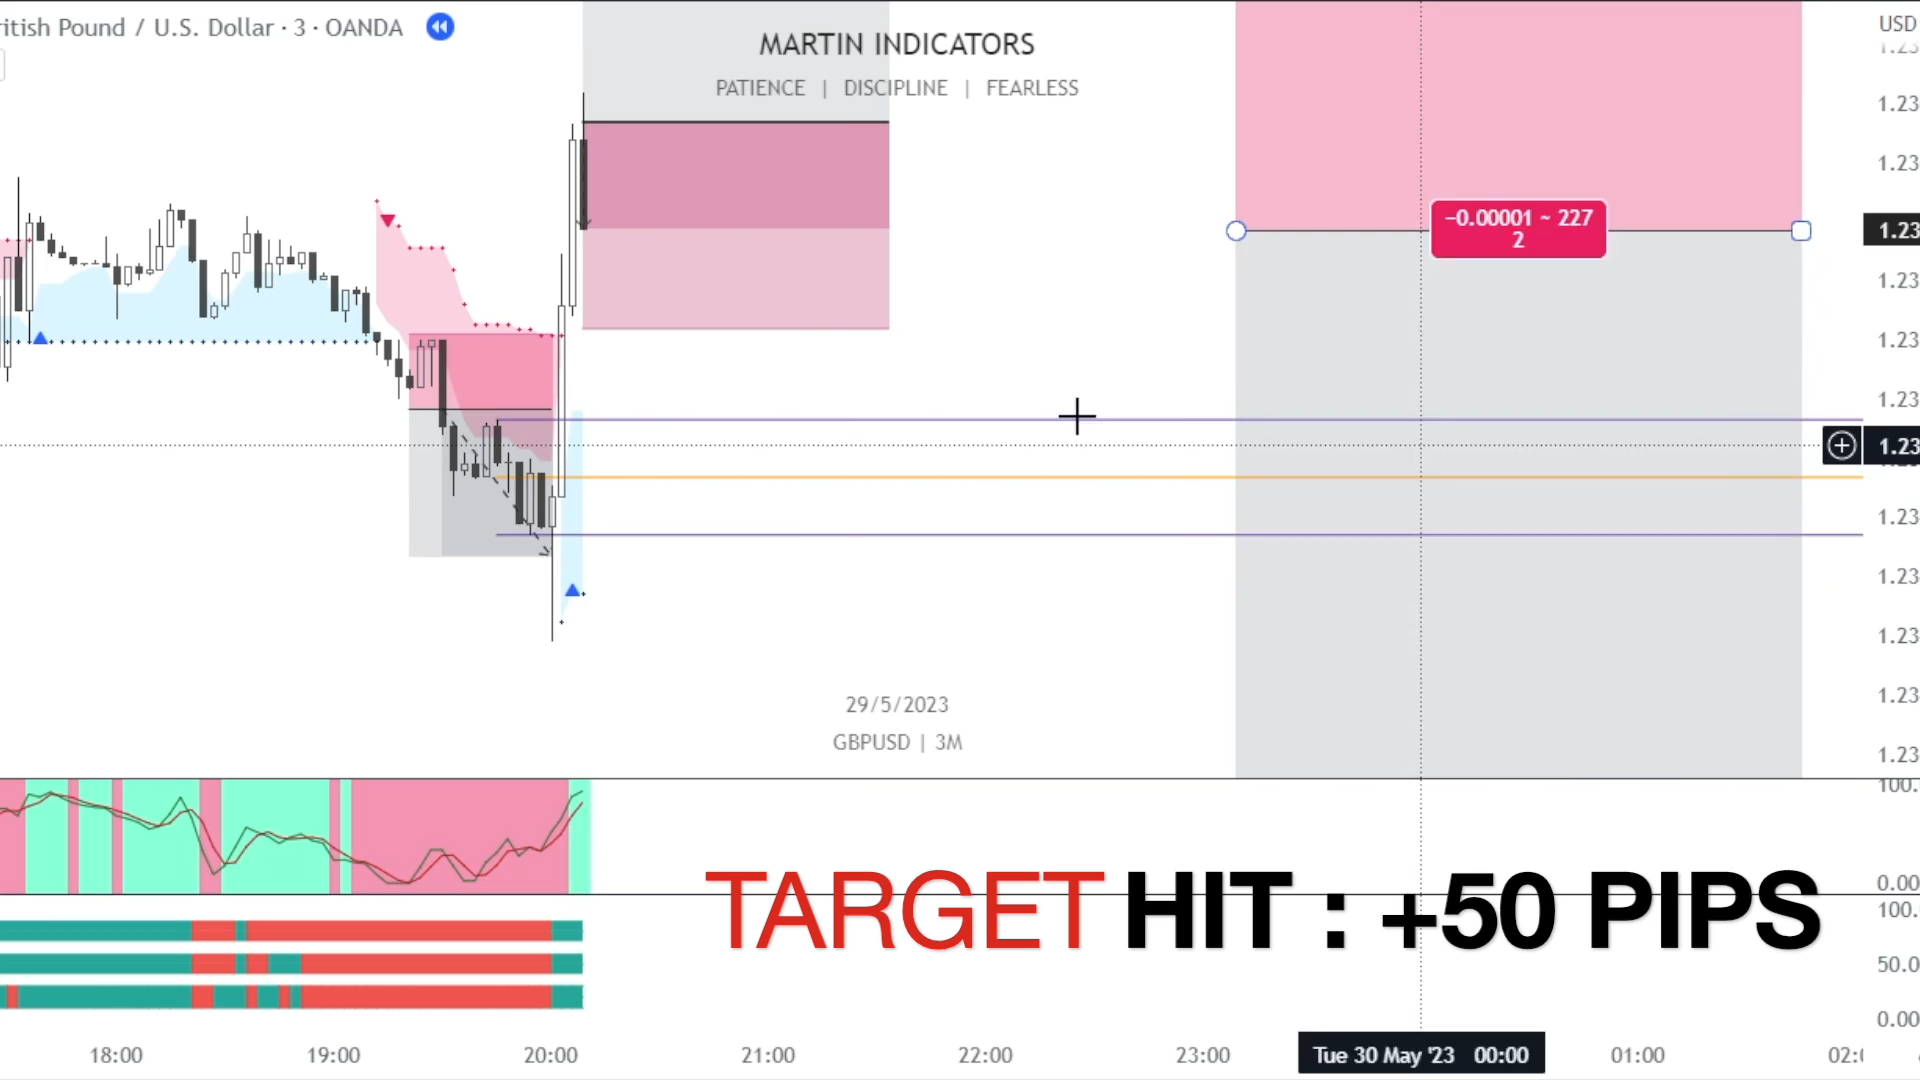 ritish Pound / U.S. Dollar · 3 · OANDA
MARTIN INDICATORS
PATIENCE | DISCIPLINE | FEARLESS
USD
1.23
1.23
1.23
−0.00001 ~ 227
2
1.23
1.23
1.23
1.23
1.23
1.23
1.23
1.23
1.23
1.23
29/5/2023
GBPUSD | 3M
100.
0.00
100.
TARGET HIT : +50 PIPS
50.0
0.00
18:00 19:00 20:00 21:00 22:00 23:00 Tue 30 May '23 00:00 01:00 02: